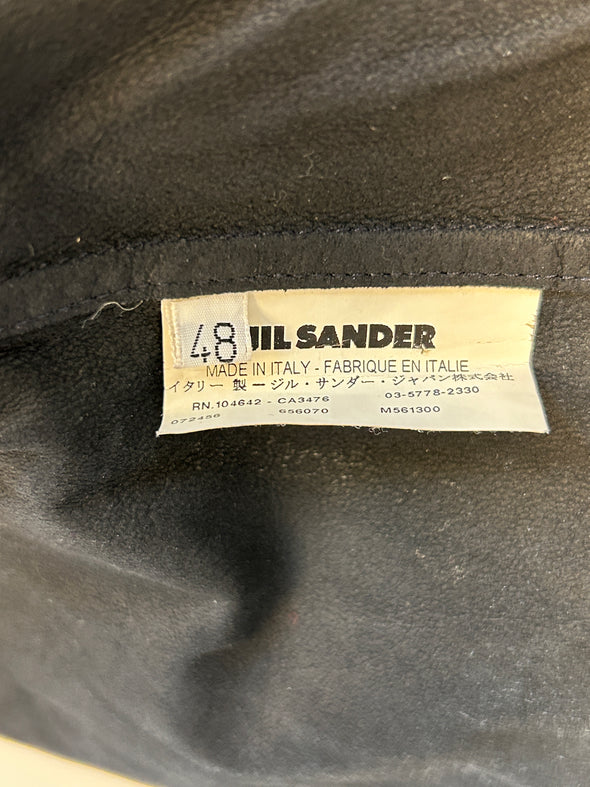 48
JIL SANDER
MADE IN ITALY - FABRIQUE EN ITALIE
イタリー 製 ージル・サンダー・ジャパン株式会社
RN.104642 - CA3476 03-5778-2330
072456 656070 M561300